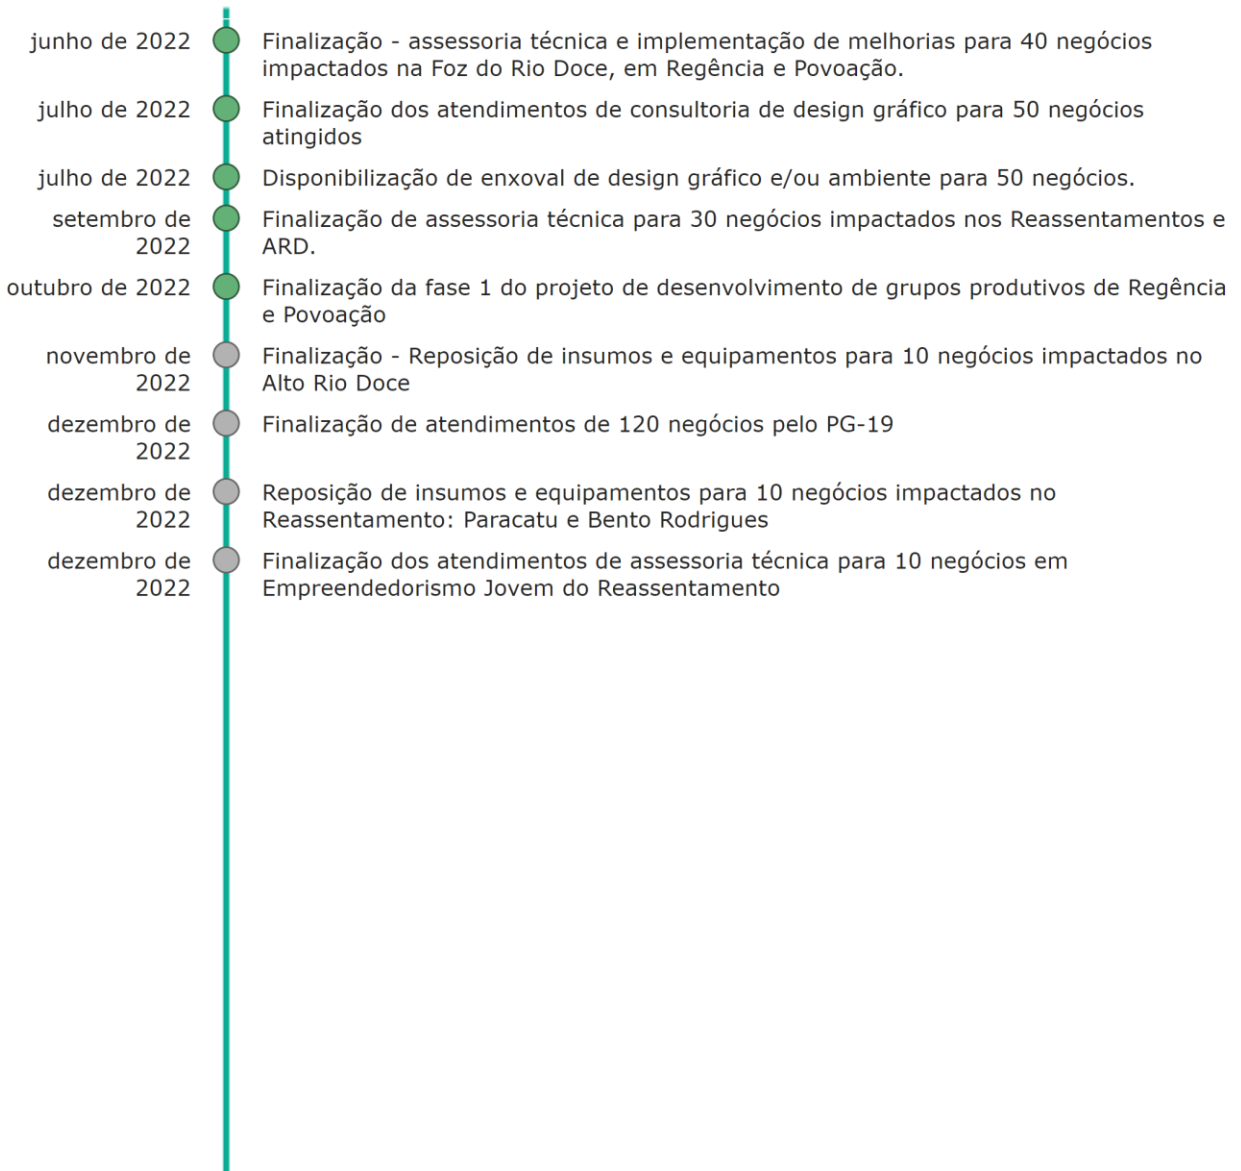 junho de 2022
Finalização - assessoria técnica e implementação de melhorias para 40 negócios
impactados na Foz do Rio Doce, em Regência e Povoação.
julho de 2022
Finalização dos atendimentos de consultoria de design gráfico para 50 negócios
atingidos
julho de 2022
Disponibilização de enxoval de design gráfico e/ou ambiente para 50 negócios.
setembro de
2022
Finalização de assessoria técnica para 30 negócios impactados nos Reassentamentos e
ARD.
outubro de 2022
Finalização da fase 1 do projeto de desenvolvimento de grupos produtivos de Regência
e Povoação
novembro de
2022
Finalização - Reposição de insumos e equipamentos para 10 negócios impactados no
Alto Rio Doce
dezembro de
2022
Finalização de atendimentos de 120 negócios pelo PG-19
dezembro de
2022
Reposição de insumos e equipamentos para 10 negócios impactados no
Reassentamento: Paracatu e Bento Rodrigues
dezembro de
2022
Finalização dos atendimentos de assessoria técnica para 10 negócios em
Empreendedorismo Jovem do Reassentamento